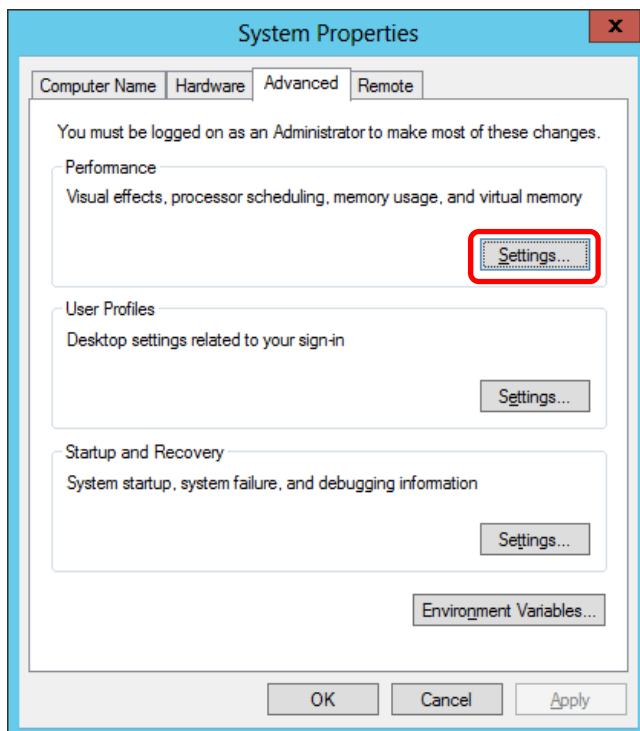 System Properties
x
Computer Name Hardware Advanced Remote
You must be logged on as an Administrator to make most of these changes.
Performance
Visual effects, processor scheduling, memory usage, and virtual memory
Settings...
User Profiles
Desktop settings related to your sign-in
Settings...
Startup and Recovery
System startup, system failure, and debugging information
Settings...
Environment Variables...
OK Cancel Apply